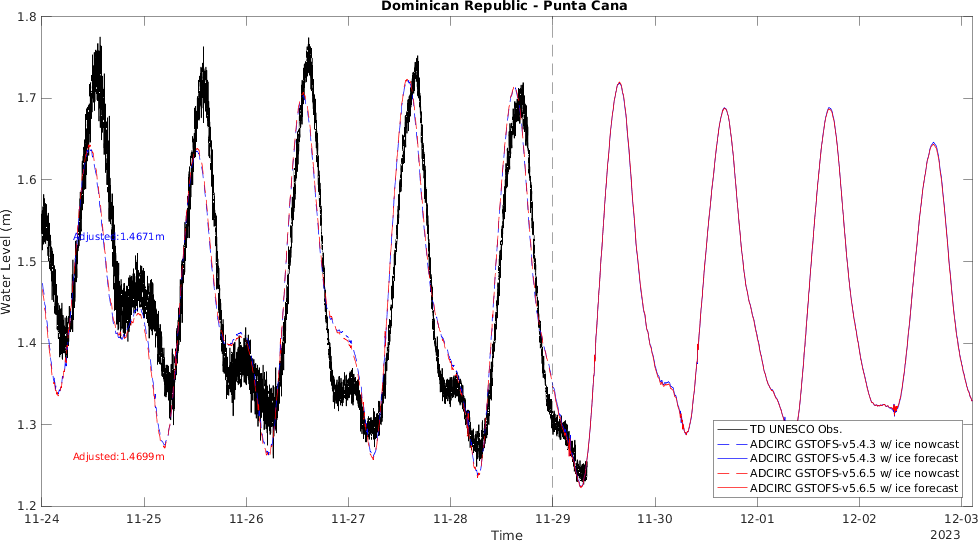 Dominican Republic - Punta Cana
1.8
1.7
1.6
1.5
1.4
1.3
1.2
Water Level (m)
Adjusted:1.4671m
Adjusted:1.4699m
TD UNESCO Obs.
ADCIRC GSTOFS-v5.4.3 w/ ice nowcast
ADCIRC GSTOFS-v5.4.3 w/ ice forecast
ADCIRC GSTOFS-v5.6.5 w/ ice nowcast
ADCIRC GSTOFS-v5.6.5 w/ ice forecast
11-24 11-25 11-26 11-27 11-28 11-29 11-30 12-01 12-02 12-03
Time
2023